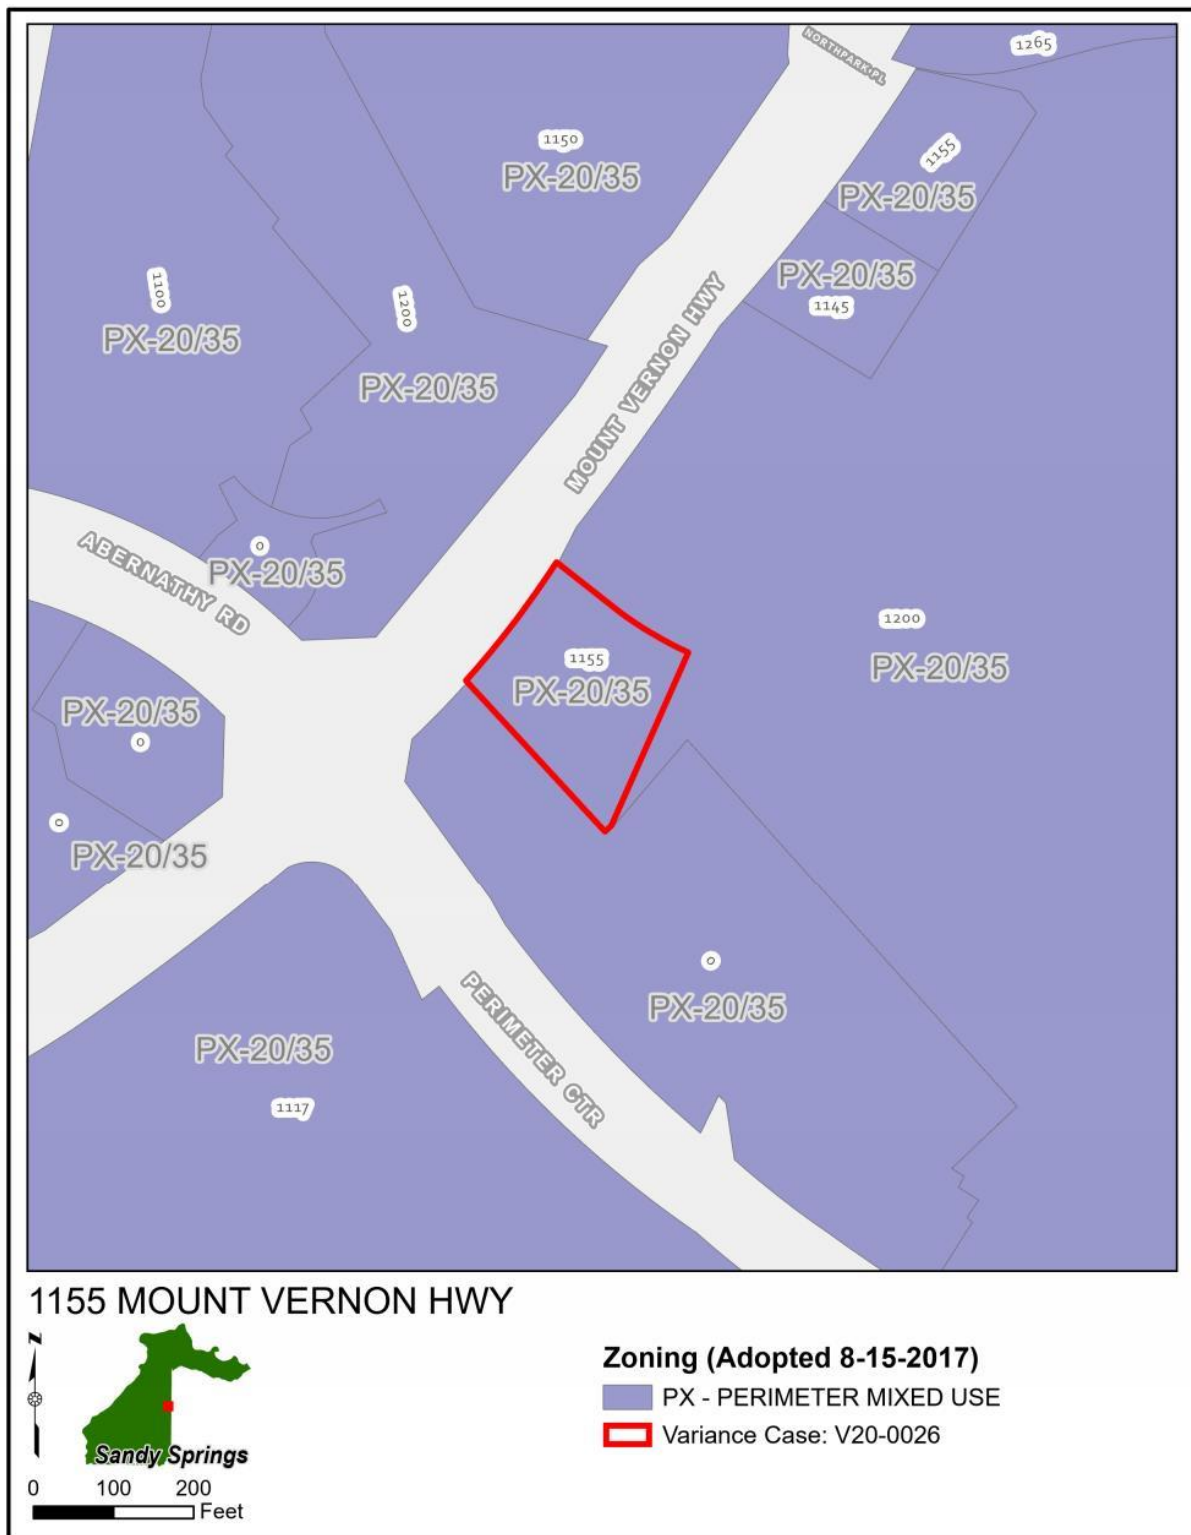 NORTHPARK PL
1265
1150
PX-20/35
1155
PX-20/35
PX-20/35
1145
1100
PX-20/35
1200
PX-20/35
MOUNT VERNON HWY
ABERNATHY RD
0
PX-20/35
1155
PX-20/35
1200
PX-20/35
PX-20/35
0
0
PX-20/35
0
PX-20/35
PERIMETER CTR
PX-20/35
1117
1155 MOUNT VERNON HWY
N
Sandy Springs
0 100 200
Feet
Zoning (Adopted 8-15-2017)
PX - PERIMETER MIXED USE
Variance Case: V20-0026